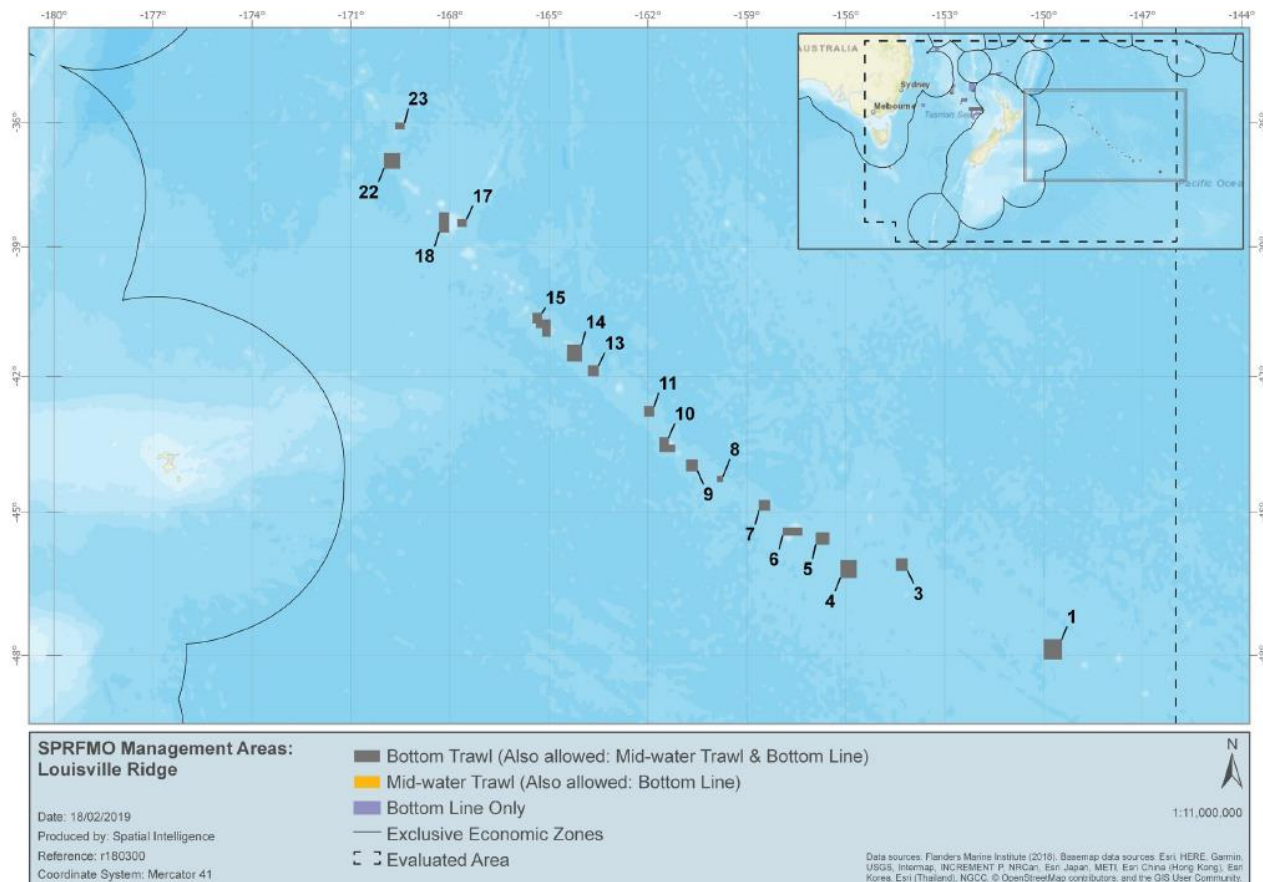 -180° -177° -174° -171° -168° -165° -162° -159° -156° -153° -150° -147° -144°
AUSTRALIA
Sydney
Melbourne
Tasman Sea
Pacific Ocea
23
-36° -36°
22
17
18
-39° -39°
15
14
13
-42° -42°
11
10
8
9
-45° -45°
7
6
5
3
4
1
-48° -48°
SPRFMO Management Areas:
Louisville Ridge
Date: 18/02/2019
Produced by: Spatial Intelligence
Reference: r180300
Coordinate System: Mercator 41
Bottom Trawl (Also allowed: Mid-water Trawl & Bottom Line)
Mid-water Trawl (Also allowed: Bottom Line)
Bottom Line Only
Exclusive Economic Zones
Evaluated Area
N
1:11,000,000
Data sources: Flanders Marine Institute (2018). Basemap data sources: Esri, HERE, Garmin,
USGS, Intermap, INCREMENT P, NRCan, Esri Japan, METI, Esri China (Hong Kong), Esri
Korea, Esri (Thailand), NGCC, © OpenStreetMap contributors, and the GIS User Community.